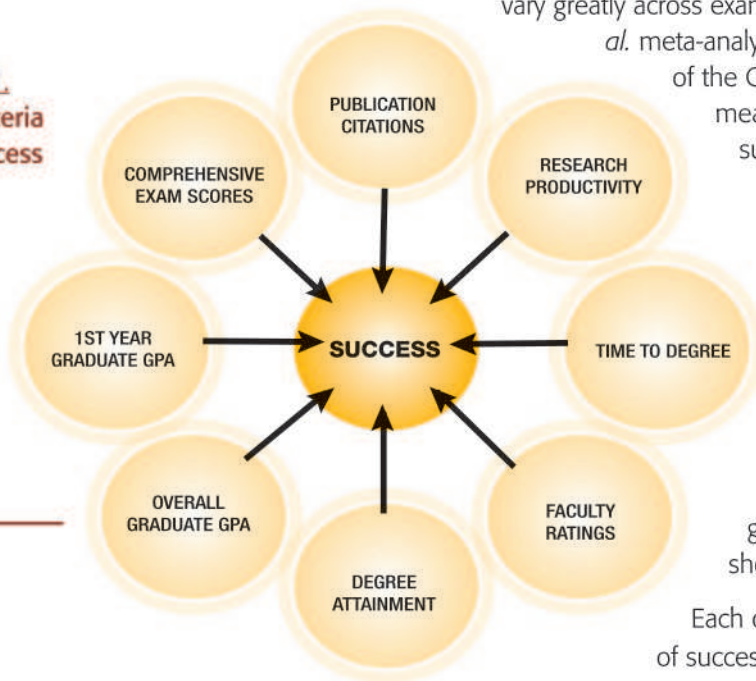 vary greatly across exam
al. meta-analy
of the G
mea
su
eria
cess
PUBLICATION
CITATIONS
COMPREHENSIVE
EXAM SCORES
RESEARCH
PRODUCTIVITY
1ST YEAR
GRADUATE GPA
SUCCESS
TIME TO DEGREE
OVERALL
GRADUATE GPA
FACULTY
RATINGS
DEGREE
ATTAINMENT
g
sho
Each c
of succes